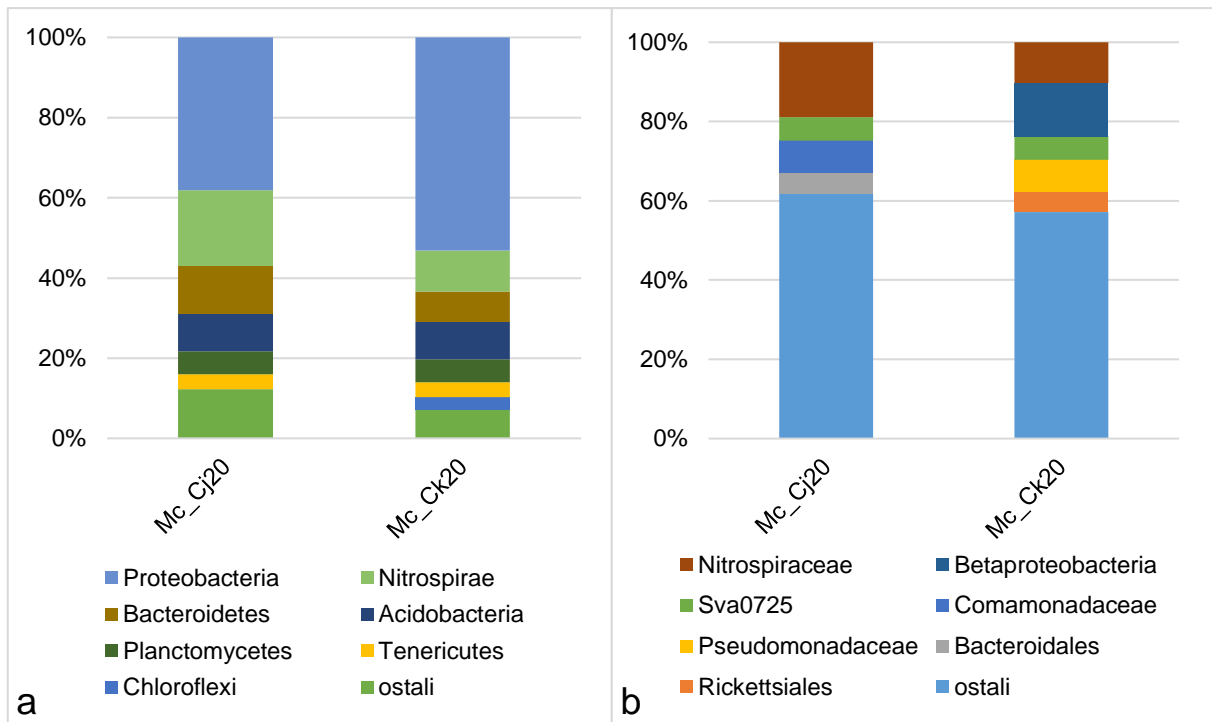 100%
80%
60%
40%
20%
0%
Mc_Cj20
Mc_Ck20
Proteobacteria
Nitrospirae
Bacteroidetes
Acidobacteria
Planctomycetes
Tenericutes
Chloroflexi
ostali
a
100%
80%
60%
40%
20%
0%
Mc_Cj20
Mc_Ck20
Nitrospiraceae
Betaproteobacteria
Sva0725
Comamonadaceae
Pseudomonadaceae
Bacteroidales
Rickettsiales
ostali
b